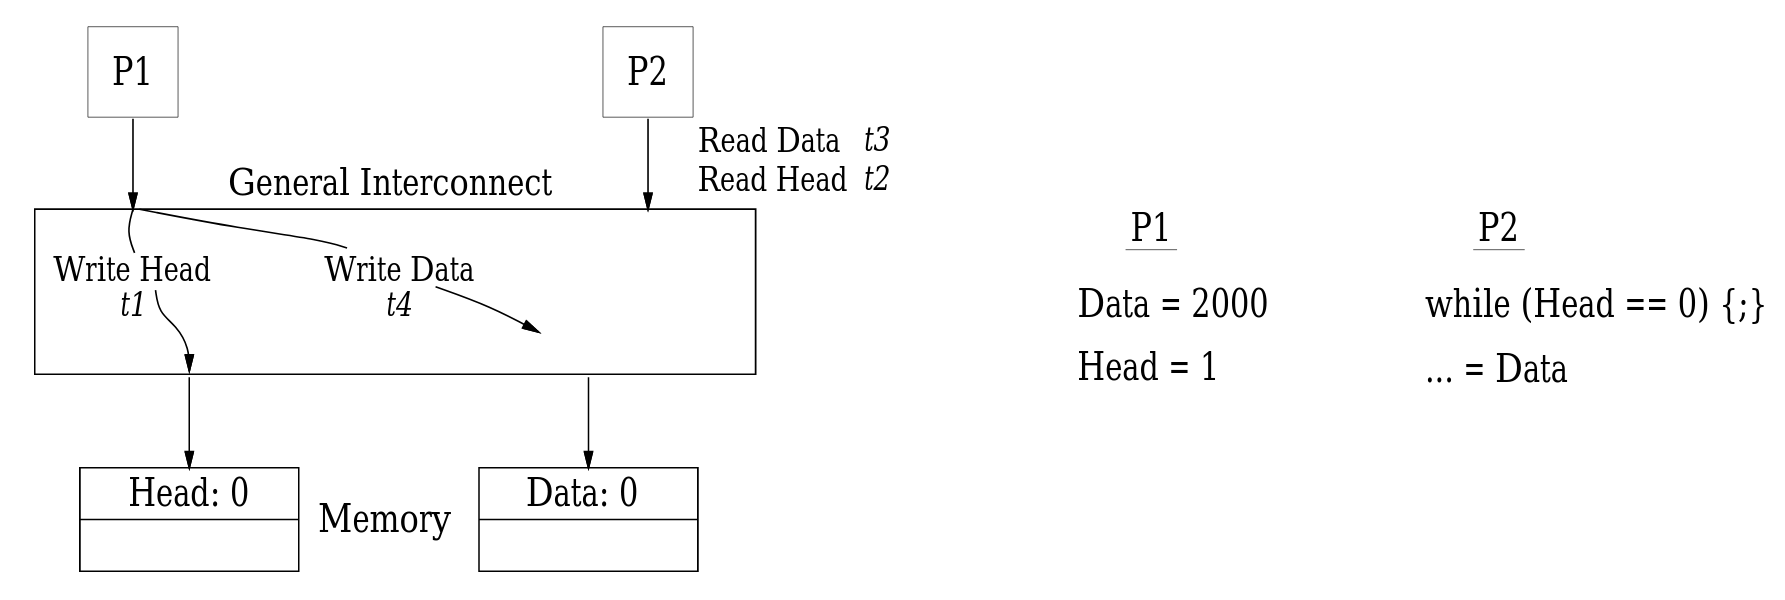 P1
P2
Read Data t3
Read Head t2
General Interconnect
Write Head
t1
Write Data
t4
Head: 0
Memory
Data: 0
P1
Data = 2000
Head = 1
P2
while (Head == 0) {;}
... = Data